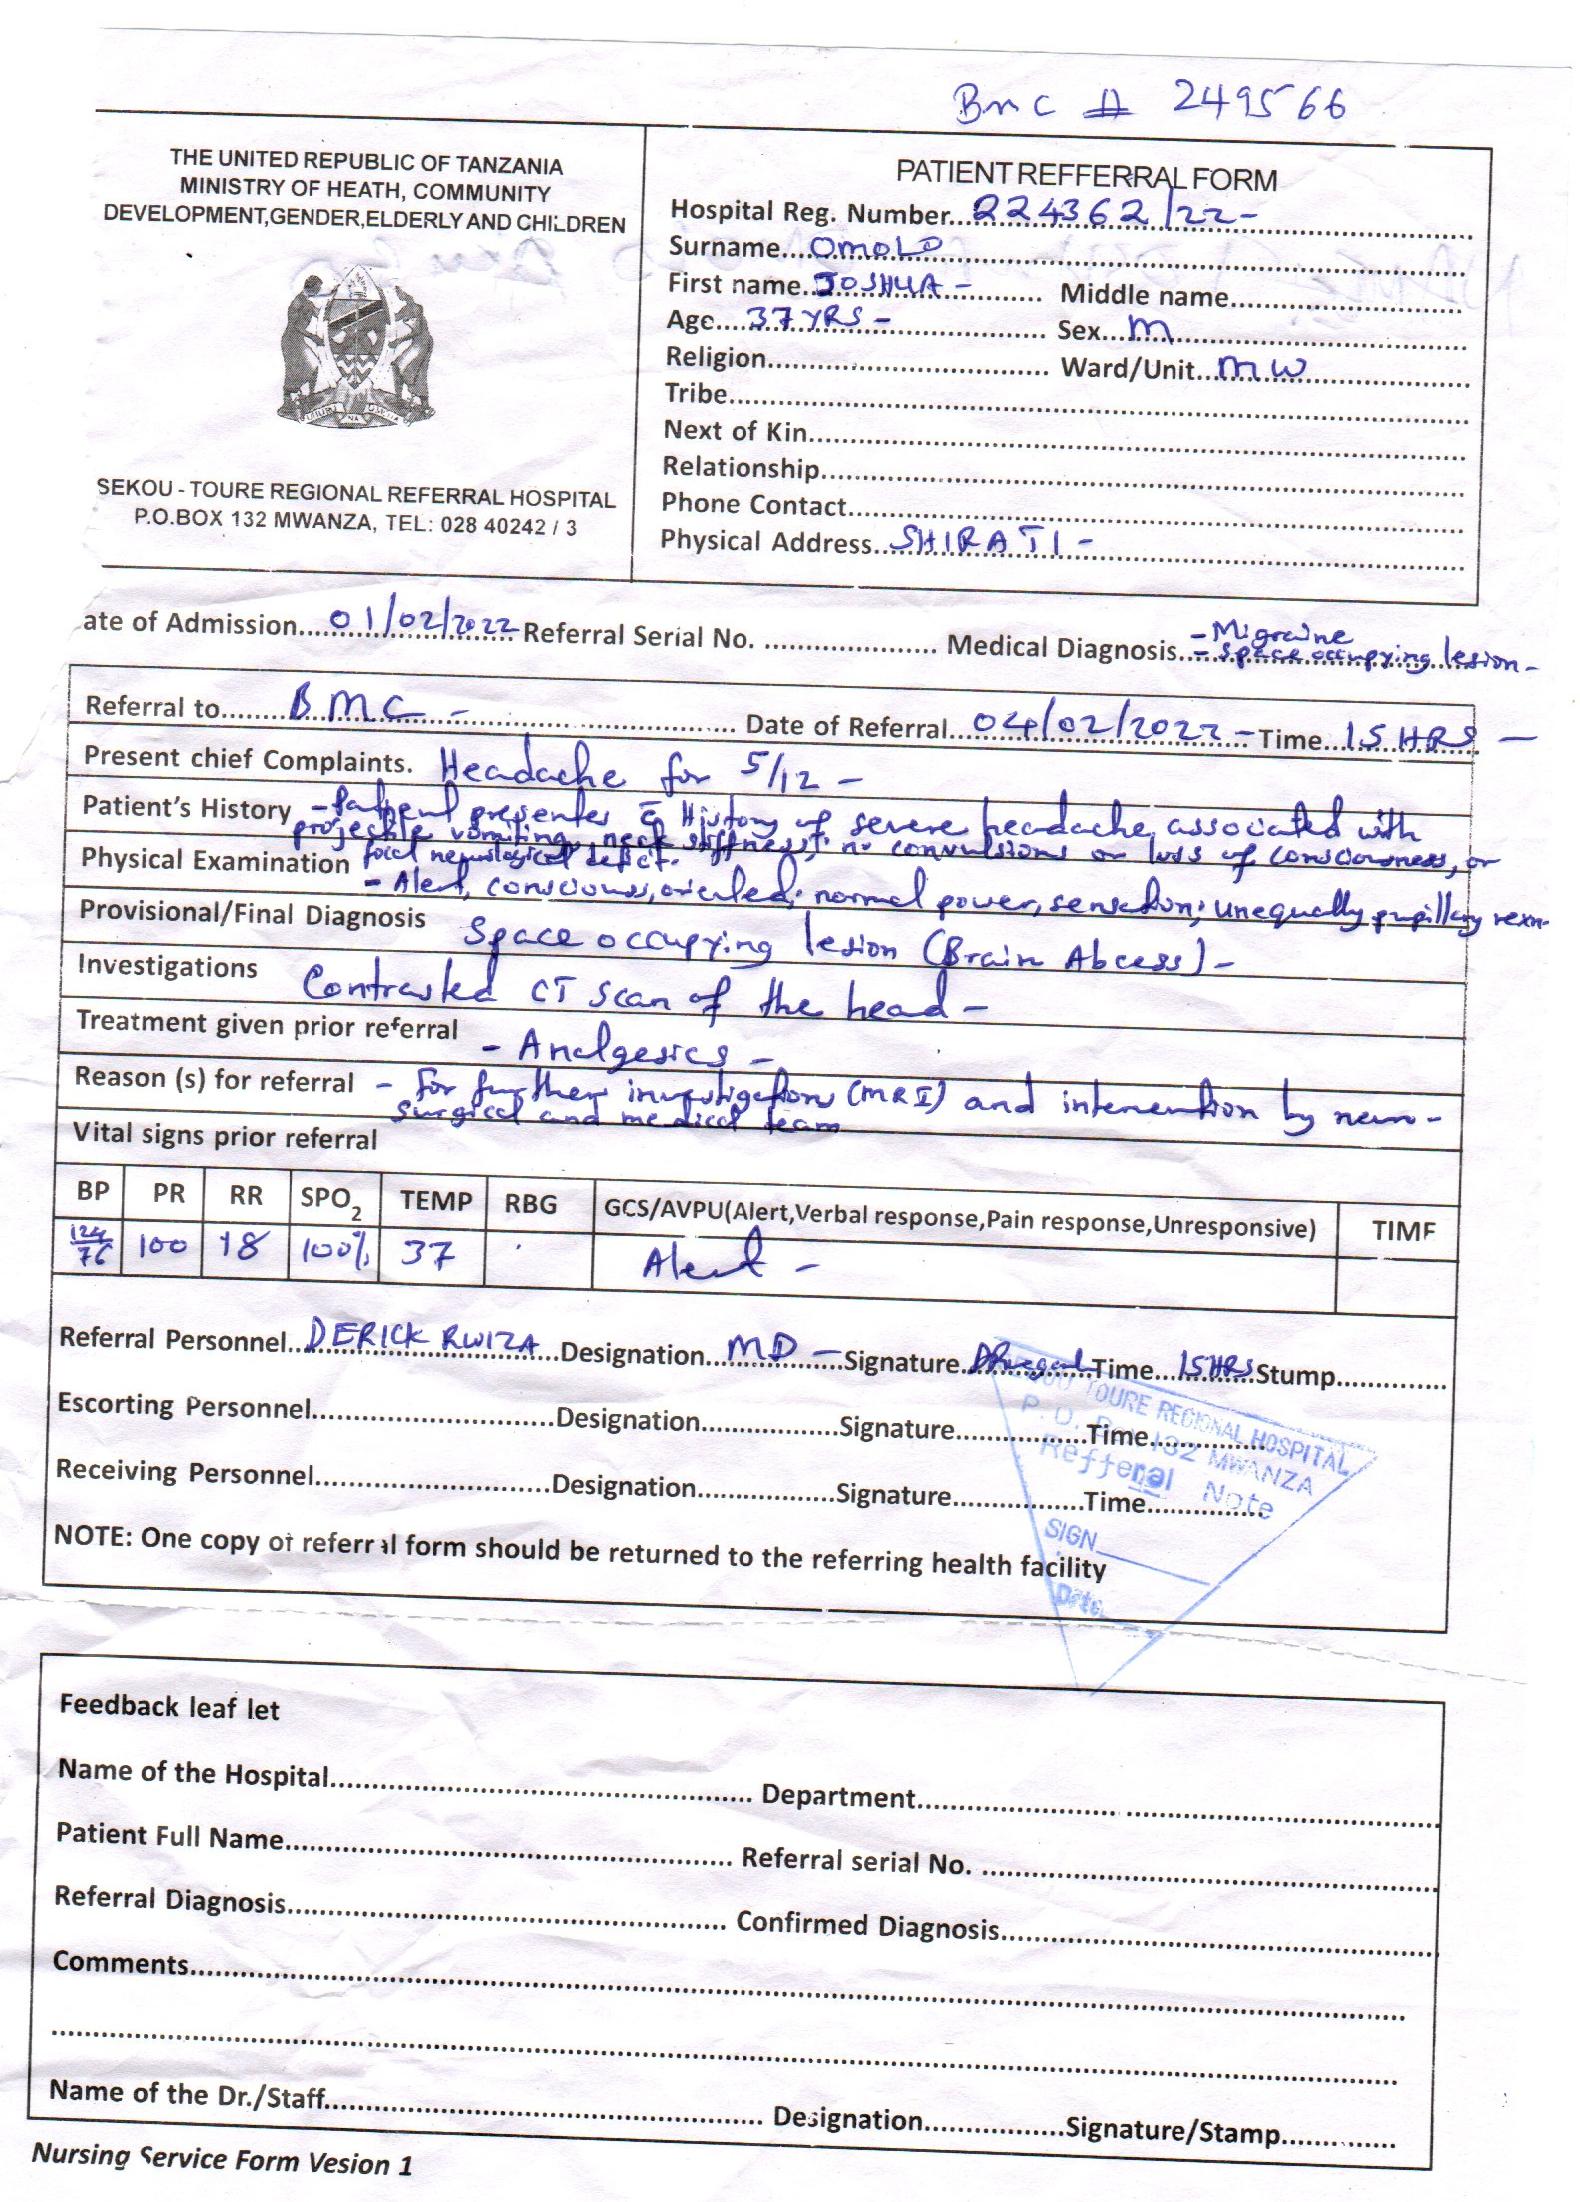 Bmc # 249566
THE UNITED REPUBLIC OF TANZANIA
MINISTRY OF HEATH, COMMUNITY
DEVELOPMENT,GENDER,ELDERLY AND CHILDREN
UHURU NA UMOJA
SEKOU - TOURE REGIONAL REFERRAL HOSPITAL
P.O.BOX 132 MWANZA, TEL: 028 40242 / 3
PATIENT REFFERRAL FORM
Hospital Reg. Number...224362/22-
Surname....OMOLO
First name..JOSHUA - Middle name
Age....37YRS - Sex...M
Religion Ward/Unit...MW
Tribe
Next of Kin
Relationship
Phone Contact
Physical Address..SHIRATI -
ate of Admission....01/02/2022 Referral Serial No. Medical Diagnosis..-Migraine
- Space occupying lesion -
Referral to....BMC - Date of Referral..04/02/2022 - Time..15HRS -
Present chief Complaints. Headache for 5/12 -
Patient's History - Patient presented c̄ History of severe headache, associated with
projectile vomiting, neck stiffness, no convulsions or loss of consciousness, or
focal neurological deficit.
Physical Examination
- Alert, conscious, oriented, normal power, sensation; unequally pupillary
Provisional/Final Diagnosis Space occupying lesion (Brain Abcess) -
Investigations Contrasted CT scan of the head -
Treatment given prior referral - Analgesics -
Reason (s) for referral - For further investigations (MRI) and intervention by neuro-
surgical and medical team
Vital signs prior referral
BP PR RR SPO2 TEMP RBG GCS/AVPU(Alert,Verbal response,Pain response,Unresponsive) TIMF
124/76 100 18 100% 37 Alert -
Referral Personnel..DERICK RWIZA Designation..MD - Signature Time..15HRS Stump
Escorting Personnel Designation Signature Time
Receiving Personnel Designation Signature Time
NOTE: One copy of referral form should be returned to the referring health facility
SEKOU TOURE REGIONAL HOSPITAL
P. O. Box 132 MWANZA
Refferal Note
SIGN
Date
Feedback leaf let
Name of the Hospital Department
Patient Full Name Referral serial No.
Referral Diagnosis Confirmed Diagnosis
Comments
Name of the Dr./Staff Designation Signature/Stamp
Nursing Service Form Vesion 1